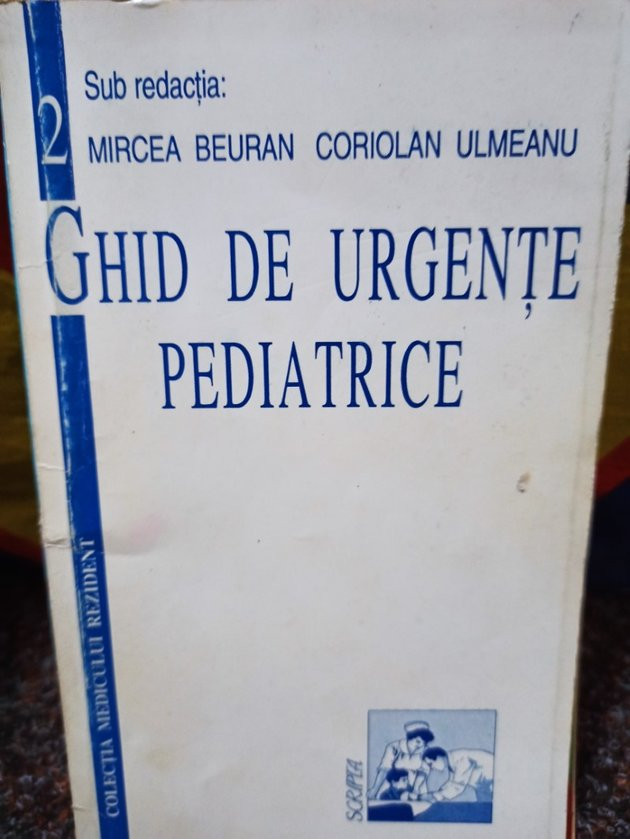 Sub redacția:
2
MIRCEA BEURAN CORIOLAN ULMEANU
GHID DE URGENȚE
PEDIATRICE
COLECȚIA MEDICULUI REZIDENT
SCRIPTA